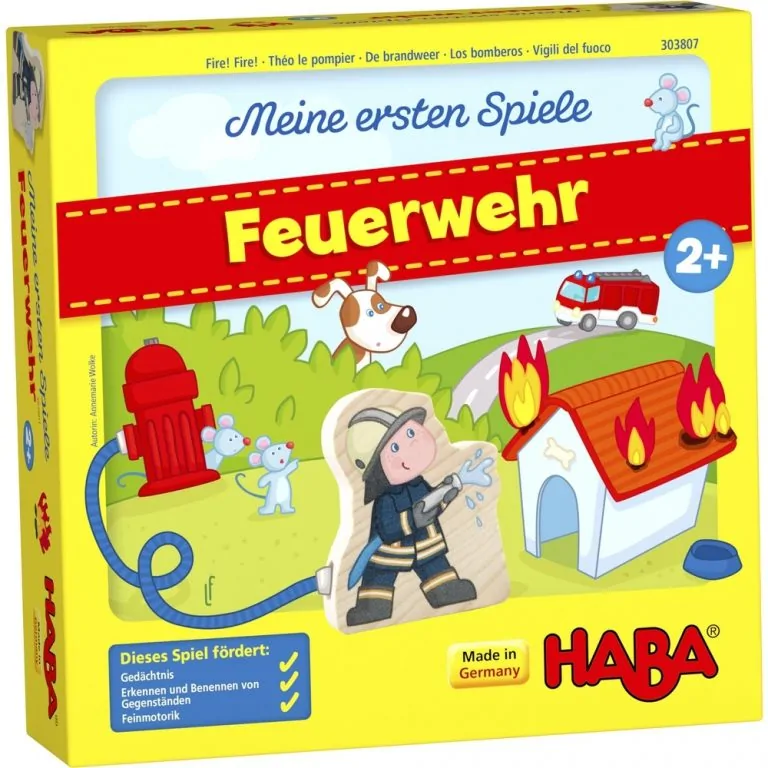 Fire! Fire! · Théo le pompier · De brandweer · Los bomberos · Vigili del fuoco
303807
Meine ersten Spiele
Feuerwehr
2+
Autorin: Annemarie Wolke
LF
Dieses Spiel fördert:
Gedächtnis
Erkennen und Benennen von
Gegenständen
Feinmotorik
Made in
Germany
HABA®
Meine ersten Spiele
Feuerwehr
2+
HABA